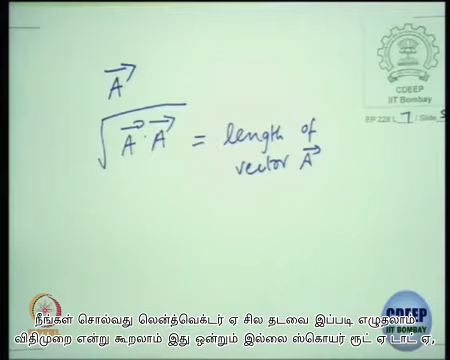 A⃗
√(A⃗ · A⃗) = length of
vector A⃗
CDEEP
IIT Bombay
EP 228 L 7 / Slide
நீங்கள் சொல்வது லென்த்வெக்டர் ஏ சில தடவை இப்படி எழுதலாம்
விதிமுறை என்று கூறலாம் இது ஒன்றும் இல்லை ஸ்கொயர் ரூட் ஏ டாட் ஏ,
CDEEP
IIT Bombay